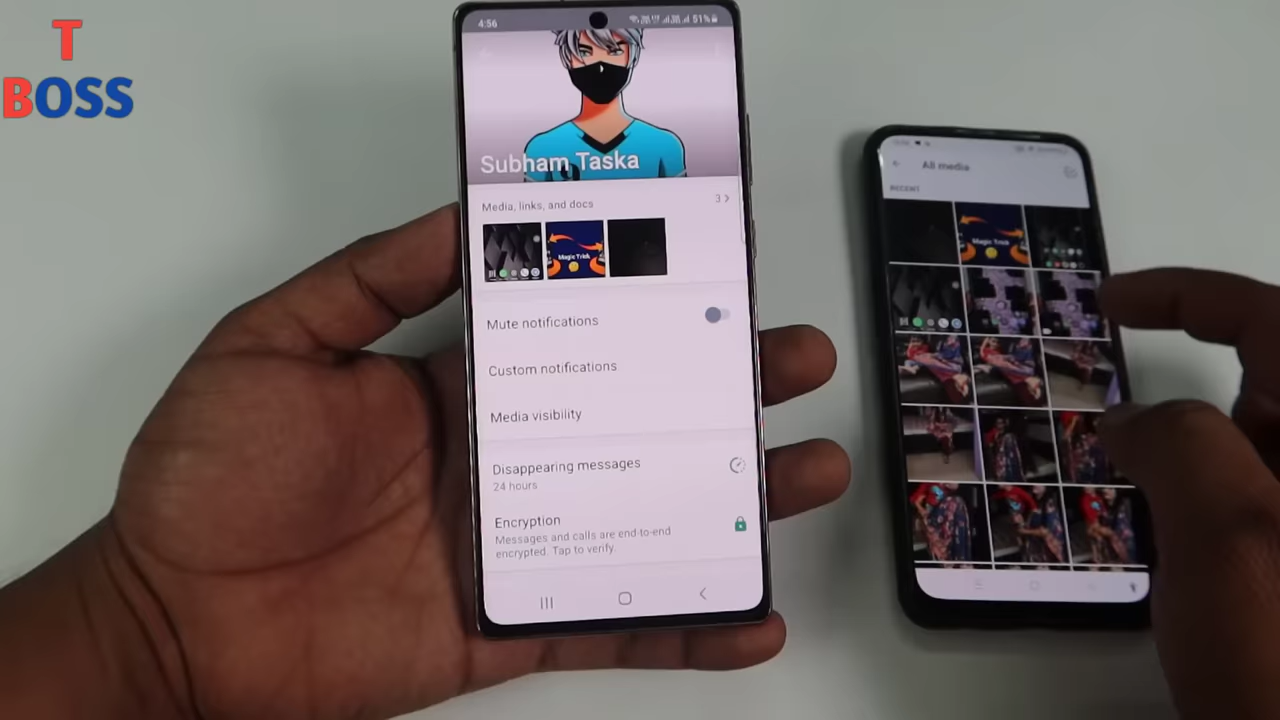 T
BOSS
4:56
51%
Subham Taska
Media, links, and docs
3 >
Magic Trick
Mute notifications
Custom notifications
Media visibility
Disappearing messages
24 hours
Encryption
Messages and calls are end-to-end
encrypted. Tap to verify.
All media
RECENT
Magic Trick